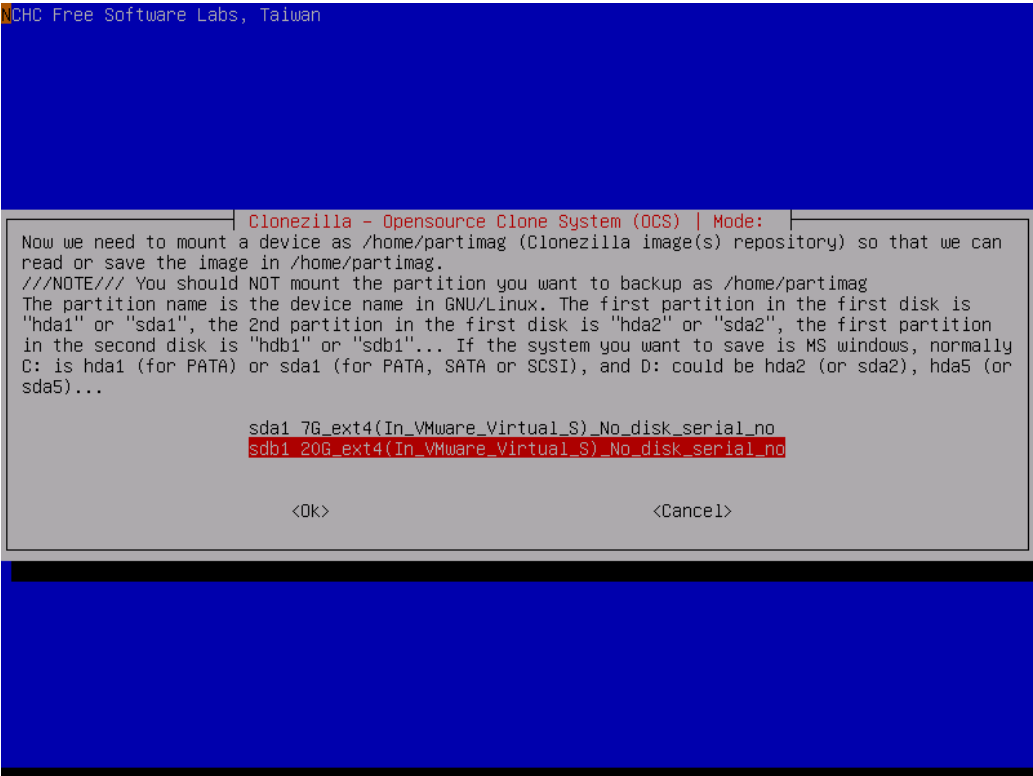 NCHC Free Software Labs, Taiwan
Clonezilla - Opensource Clone System (OCS) | Mode:
Now we need to mount a device as /home/partimag (Clonezilla image(s) repository) so that we can
read or save the image in /home/partimag.
///NOTE/// You should NOT mount the partition you want to backup as /home/partimag
The partition name is the device name in GNU/Linux. The first partition in the first disk is
"hda1" or "sda1", the 2nd partition in the first disk is "hda2" or "sda2", the first partition
in the second disk is "hdb1" or "sdb1"... If the system you want to save is MS windows, normally
C: is hda1 (for PATA) or sda1 (for PATA, SATA or SCSI), and D: could be hda2 (or sda2), hda5 (or
sda5)...
sda1 7G_ext4(In_VMware_Virtual_S)_No_disk_serial_no
sdb1 20G_ext4(In_VMware_Virtual_S)_No_disk_serial_no
<Ok> <Cancel>